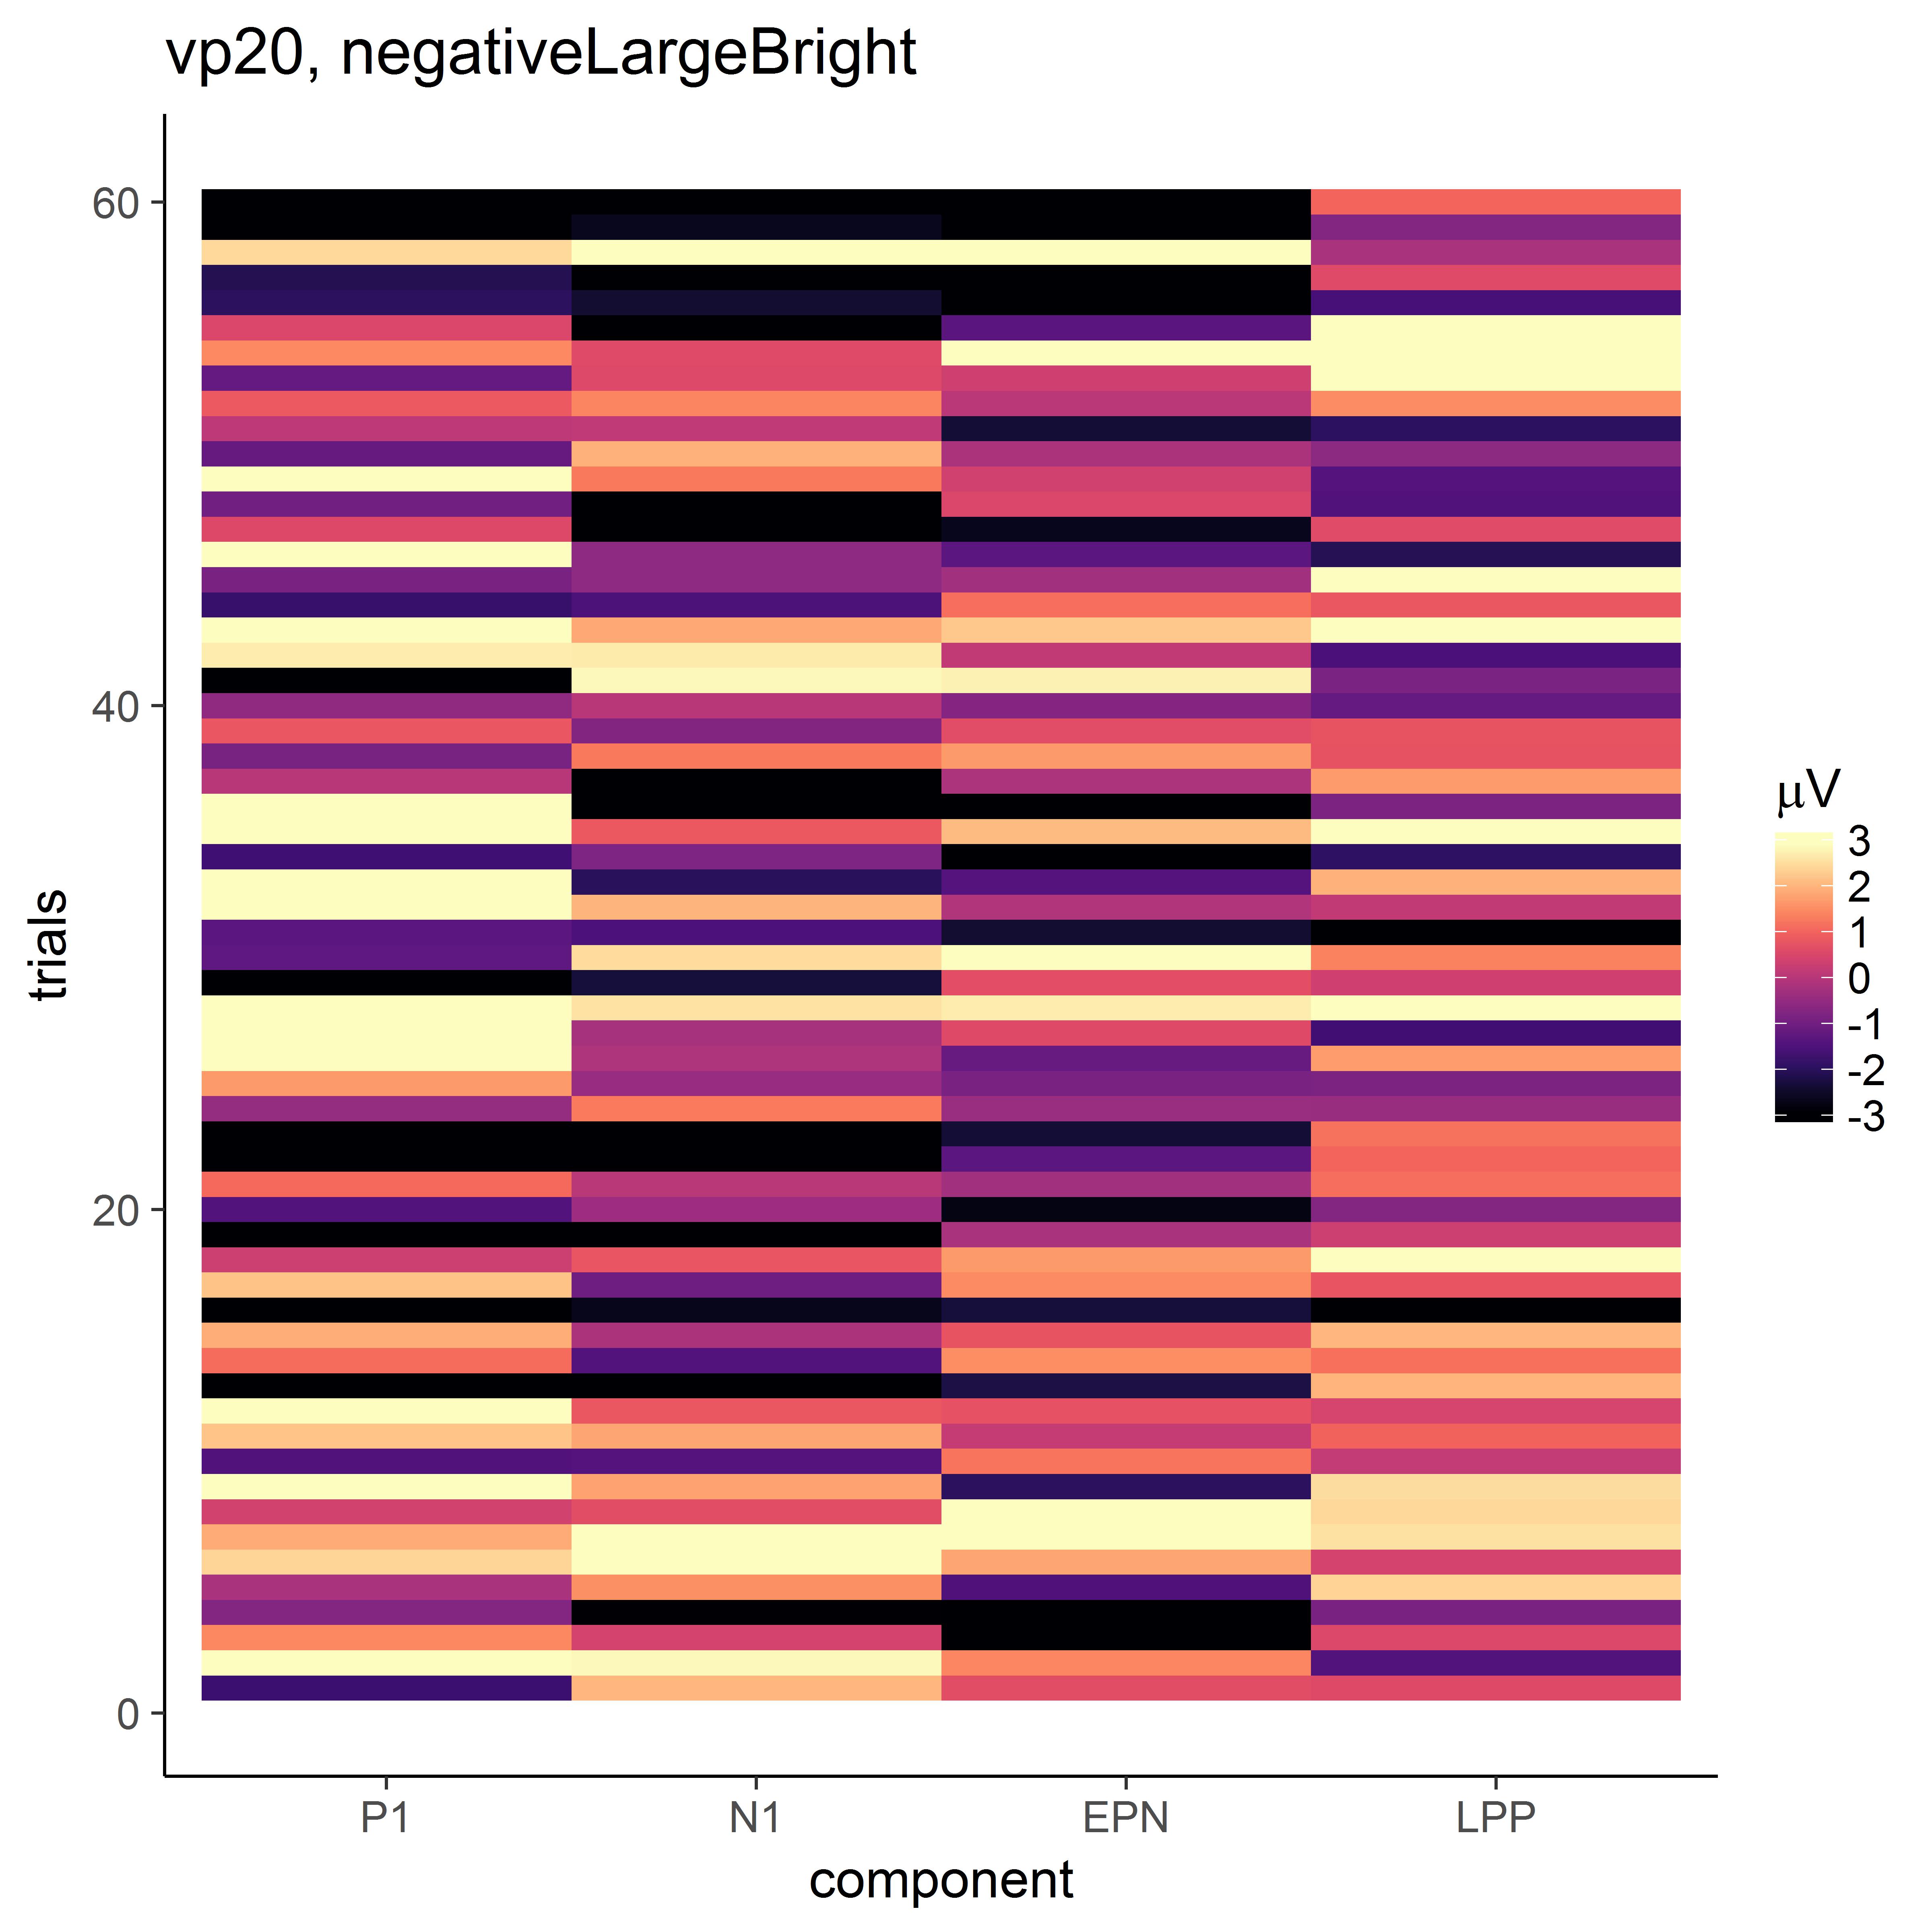 vp20, negativeLargeBright
60
40
20
0
trials
P1 N1 EPN LPP
component
μV
3
2
1
0
-1
-2
-3